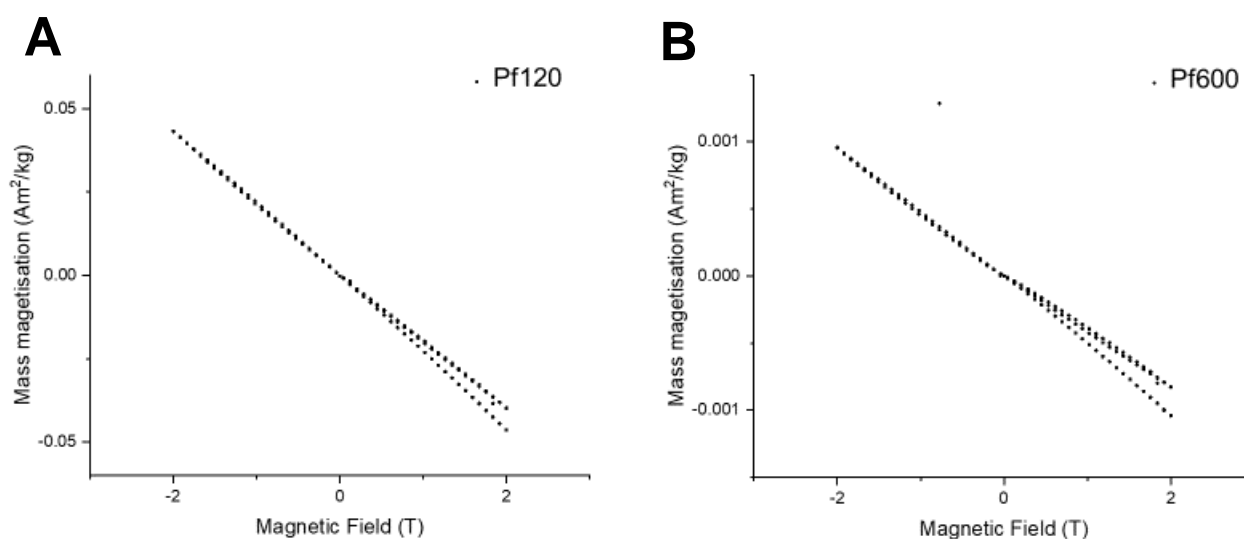 A
Pf120
0.05
0.00
-0.05
Mass magetisation (Am²/kg)
-2
0
2
Magnetic Field (T)
B
Pf600
0.001
0.000
-0.001
Mass magetisation (Am²/kg)
-2
0
2
Magnetic Field (T)